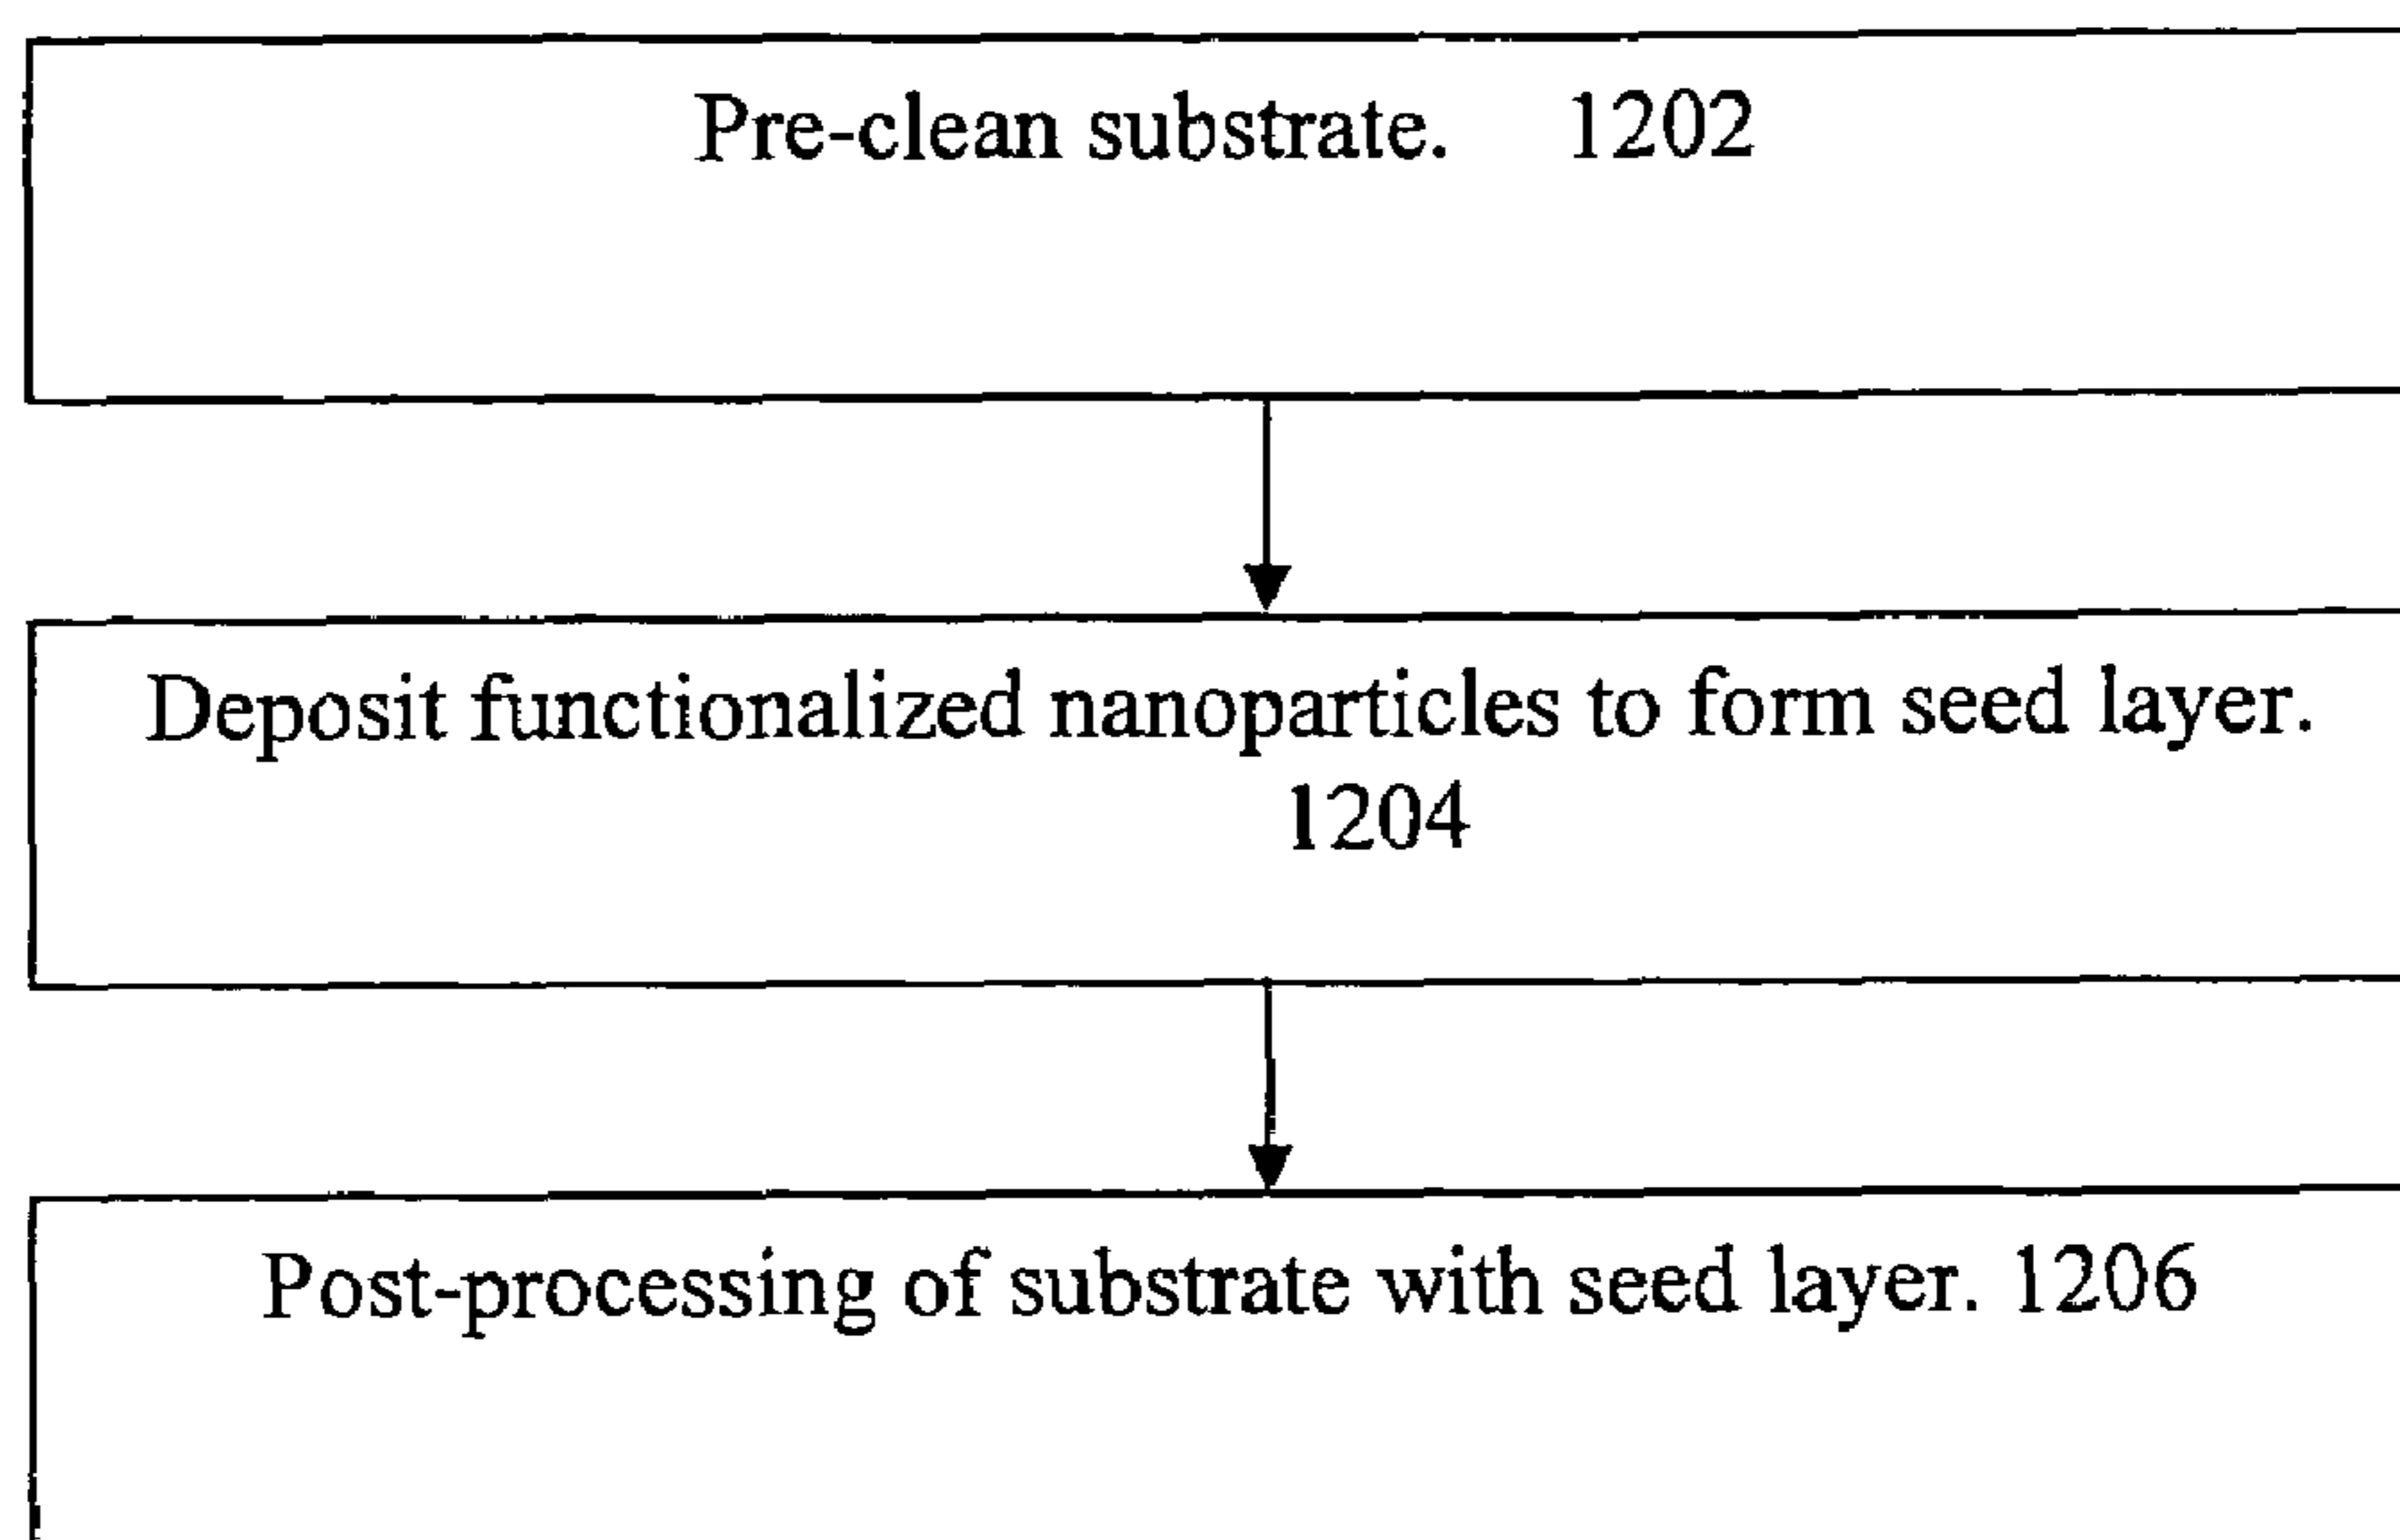 Pre-clean substrate. 1202
Deposit functionalized nanoparticles to form seed layer.
1204
Post-processing of substrate with seed layer. 1206